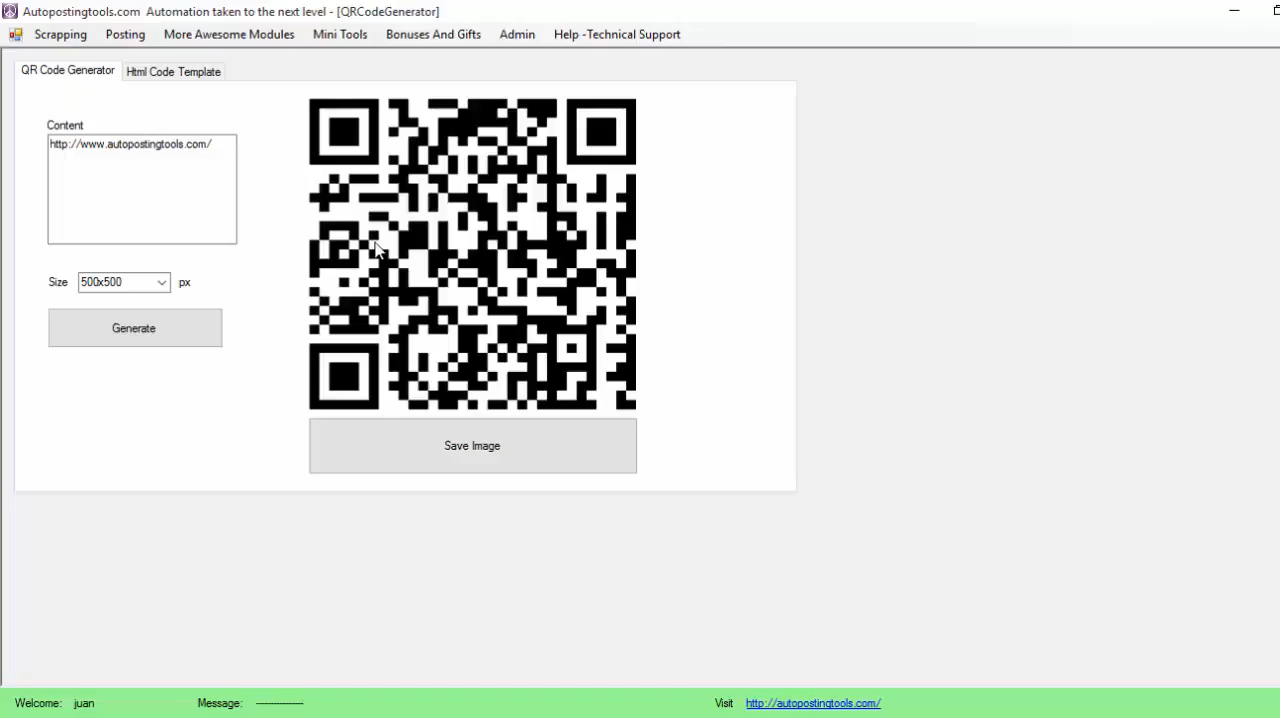 Autopostingtools.com Automation taken to the next level - [QRCodeGenerator]
Scrapping Posting More Awesome Modules Mini Tools Bonuses And Gifts Admin Help -Technical Support
QR Code Generator Html Code Template
Content
http://www.autopostingtools.com/
Size 500x500 px
Generate
Save Image
Welcome: juan Message: --------------- Visit http://autopostingtools.com/